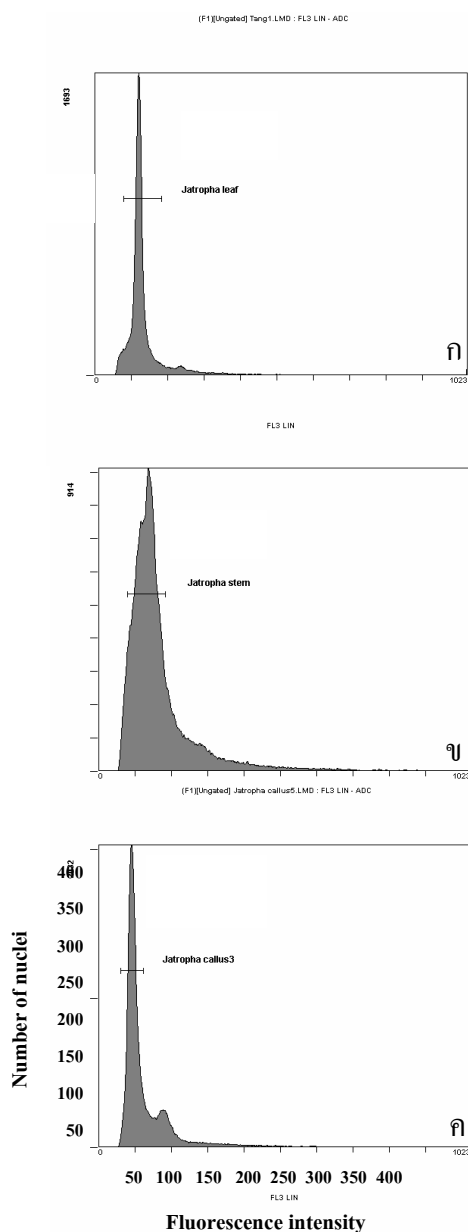 (F1)[Ungated] Tang1.LMD : FL3 LIN - ADC
1693
Jatropha leaf
ก
0 1023
FL3 LIN
914
Jatropha stem
ข
0 1023
(F1)[Ungated] Jatropha callus5.LMD : FL3 LIN - ADC
Number of nuclei
400
350
300
250
200
150
100
50
Jatropha callus3
ค
0 1023
50 100 150 200 250 300 350 400
FL3 LIN
Fluorescence intensity